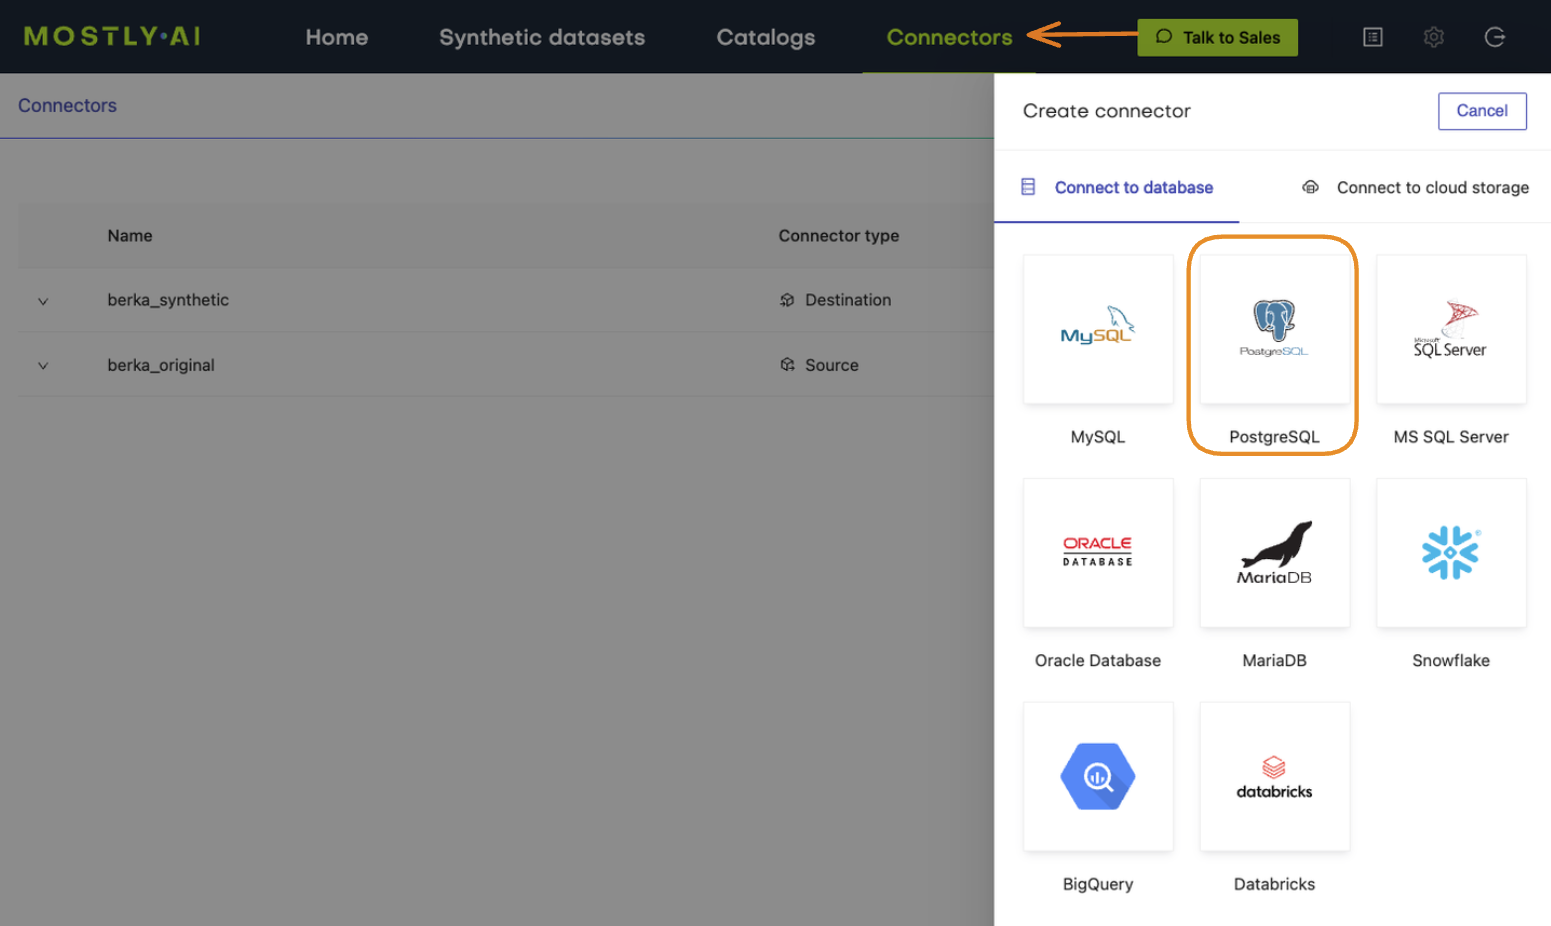 MOSTLY·AI Home Synthetic datasets Catalogs Connectors Talk to Sales
Connectors
Name Connector type
berka_synthetic Destination
berka_original Source
Create connector Cancel
Connect to database Connect to cloud storage
MySQL PostgreSQL Microsoft SQL Server
MySQL PostgreSQL MS SQL Server
ORACLE DATABASE MariaDB
Oracle Database MariaDB Snowflake
databricks
BigQuery Databricks